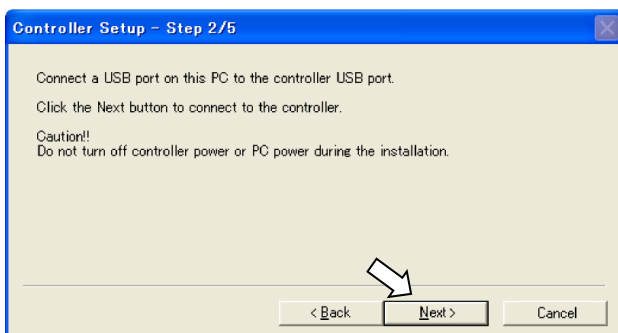 Controller Setup - Step 2/5
Connect a USB port on this PC to the controller USB port.
Click the Next button to connect to the controller.
Caution!!
Do not turn off controller power or PC power during the installation.
< Back
Next >
Cancel